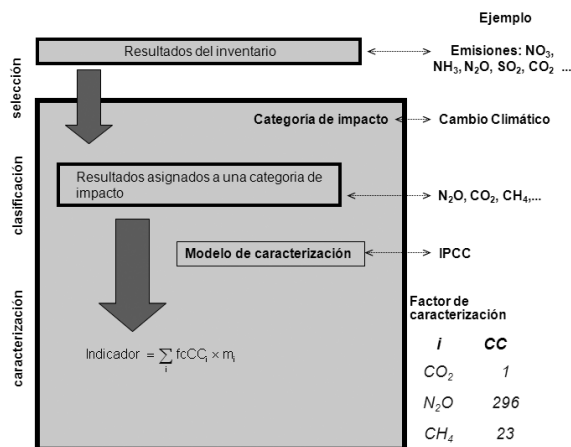 Ejemplo
Resultados del inventario
Emisiones: NO3,
NH3, N2O, SO2, CO2 ...
selección
Categoría de impacto
Cambio Climático
clasificación
Resultados asignados a una categoria de
impacto
N2O, CO2, CH4,...
Modelo de caracterización
IPCC
caracterización
Factor de
caracterización
Indicador = ∑ fcCCi × mi
i
i CC
CO2 1
N2O 296
CH4 23